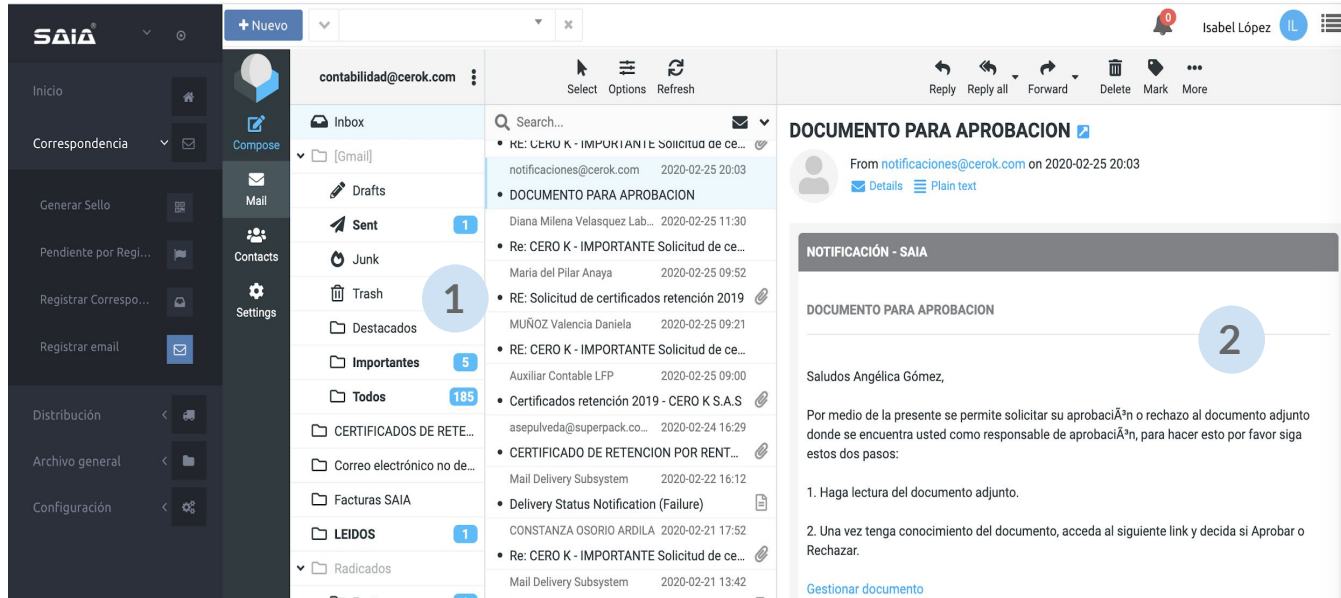 SAIA®
+ Nuevo
0
Isabel López
IL
Inicio
Correspondencia
Generar Sello
Pendiente por Regi...
Registrar Correspo...
Registrar email
Distribución
Archivo general
Configuración
Compose
Mail
Contacts
Settings
contabilidad@cerok.com
Inbox
[Gmail]
Drafts
Sent 1
Junk
Trash
Destacados
Importantes 5
Todos 185
CERTIFICADOS DE RETE...
Correo electrónico no de...
Facturas SAIA
LEIDOS 1
Radicados
1
Select Options Refresh
Search...
RE: CERO K - IMPORTANTE Solicitud de ce...
notificaciones@cerok.com 2020-02-25 20:03
DOCUMENTO PARA APROBACION
Diana Milena Velasquez Lab... 2020-02-25 11:30
Re: CERO K - IMPORTANTE Solicitud de ce...
Maria del Pilar Anaya 2020-02-25 09:52
RE: Solicitud de certificados retención 2019
MUÑOZ Valencia Daniela 2020-02-25 09:21
RE: CERO K - IMPORTANTE Solicitud de ce...
Auxiliar Contable LFP 2020-02-25 09:00
Certificados retención 2019 - CERO K S.A.S
asepulveda@superpack.co... 2020-02-24 16:29
CERTIFICADO DE RETENCION POR RENT...
Mail Delivery Subsystem 2020-02-22 16:12
Delivery Status Notification (Failure)
CONSTANZA OSORIO ARDILA 2020-02-21 17:52
Re: CERO K - IMPORTANTE Solicitud de ce...
Mail Delivery Subsystem 2020-02-21 13:42
Reply Reply all Forward Delete Mark More
DOCUMENTO PARA APROBACION
From notificaciones@cerok.com on 2020-02-25 20:03
Details Plain text
NOTIFICACIÓN - SAIA
DOCUMENTO PARA APROBACION
2
Saludos Angélica Gómez,
Por medio de la presente se permite solicitar su aprobaciÃ³n o rechazo al documento adjunto
donde se encuentra usted como responsable de aprobaciÃ³n, para hacer esto por favor siga
estos dos pasos:
1. Haga lectura del documento adjunto.
2. Una vez tenga conocimiento del documento, acceda al siguiente link y decida si Aprobar o
Rechazar.
Gestionar documento